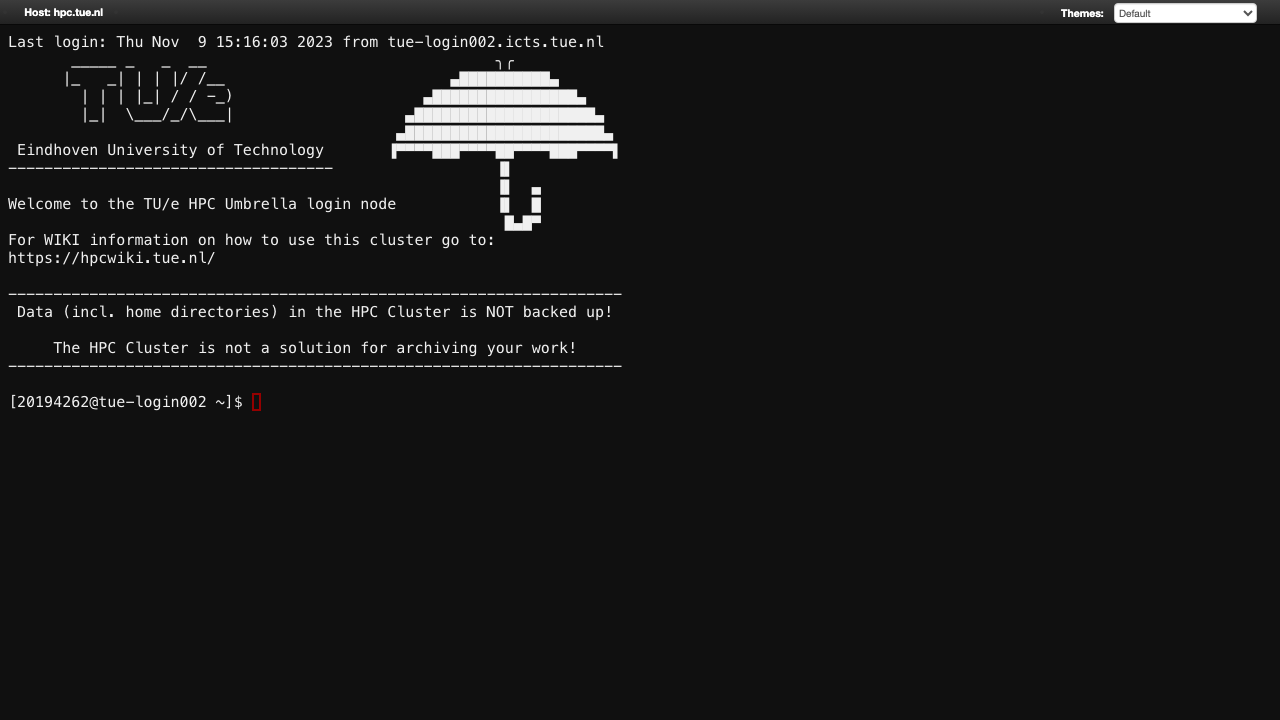 Host: hpc.tue.nl
Themes: Default
Last login: Thu Nov  9 15:16:03 2023 from tue-login002.icts.tue.nl
TU/e
Eindhoven University of Technology
Welcome to the TU/e HPC Umbrella login node
For WIKI information on how to use this cluster go to:
https://hpcwiki.tue.nl/
Data (incl. home directories) in the HPC Cluster is NOT backed up!
The HPC Cluster is not a solution for archiving your work!
[20194262@tue-login002 ~]$